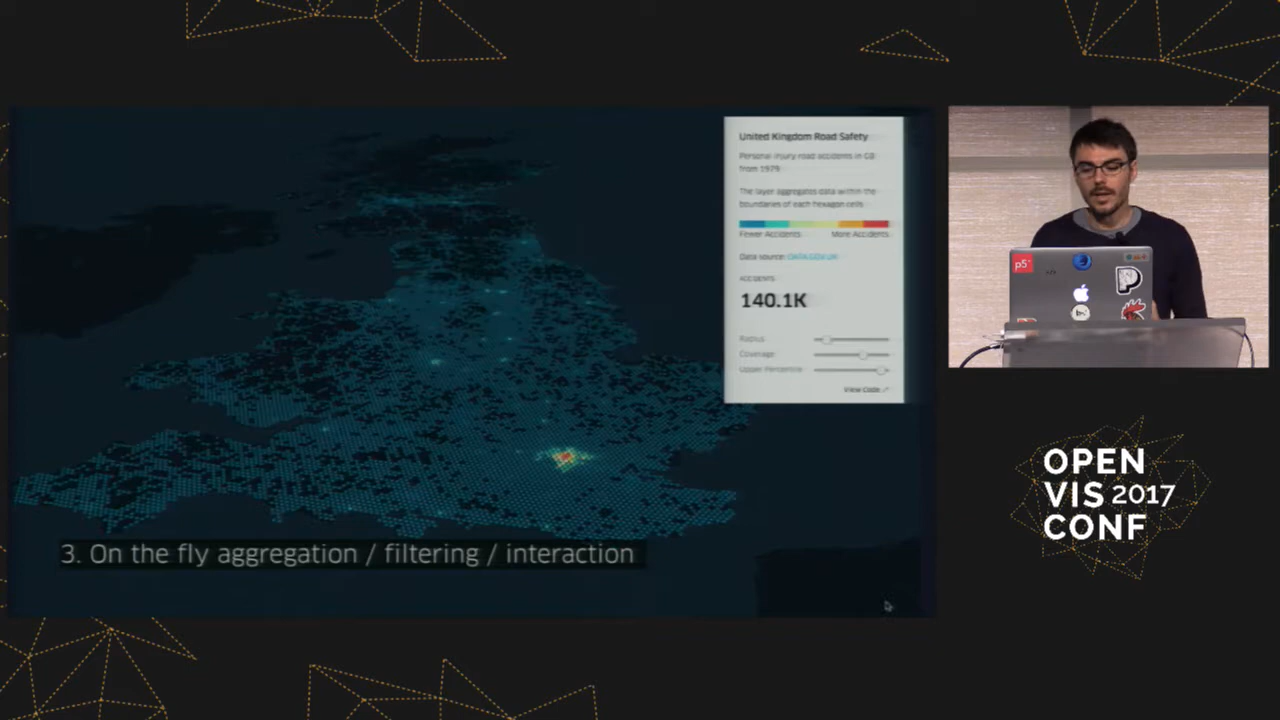 United Kingdom Road Safety
Personal injury road accidents in GB
from 1979
The layer aggregates data within the
boundaries of each hexagon cells
Fewer Accidents More Accidents
Data source: DATA.GOV.UK
ACCIDENTS
140.1K
Radius
Coverage
Upper Percentile
View Code
3. On the fly aggregation / filtering / interaction
p5*
OPEN
VIS 2017
CONF